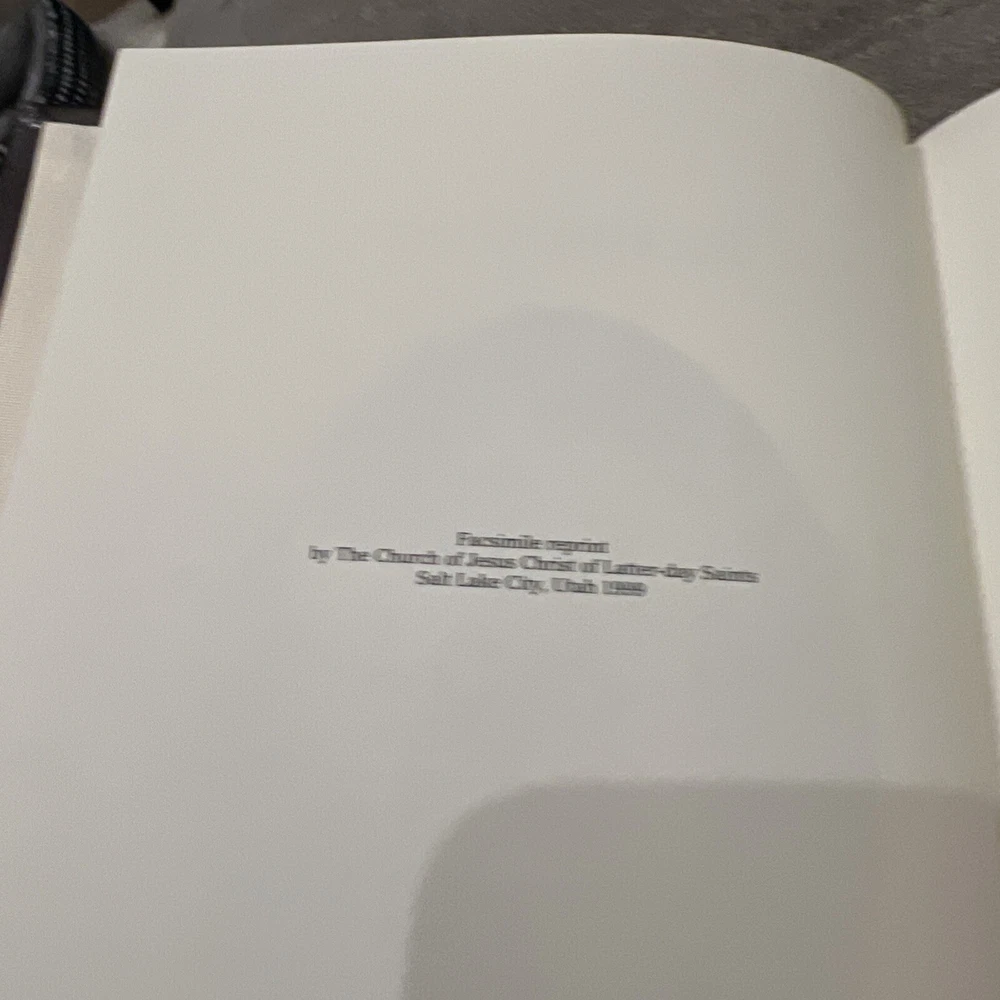 Facsimile reprint
by The Church of Jesus Christ of Latter-day Saints
Salt Lake City, Utah